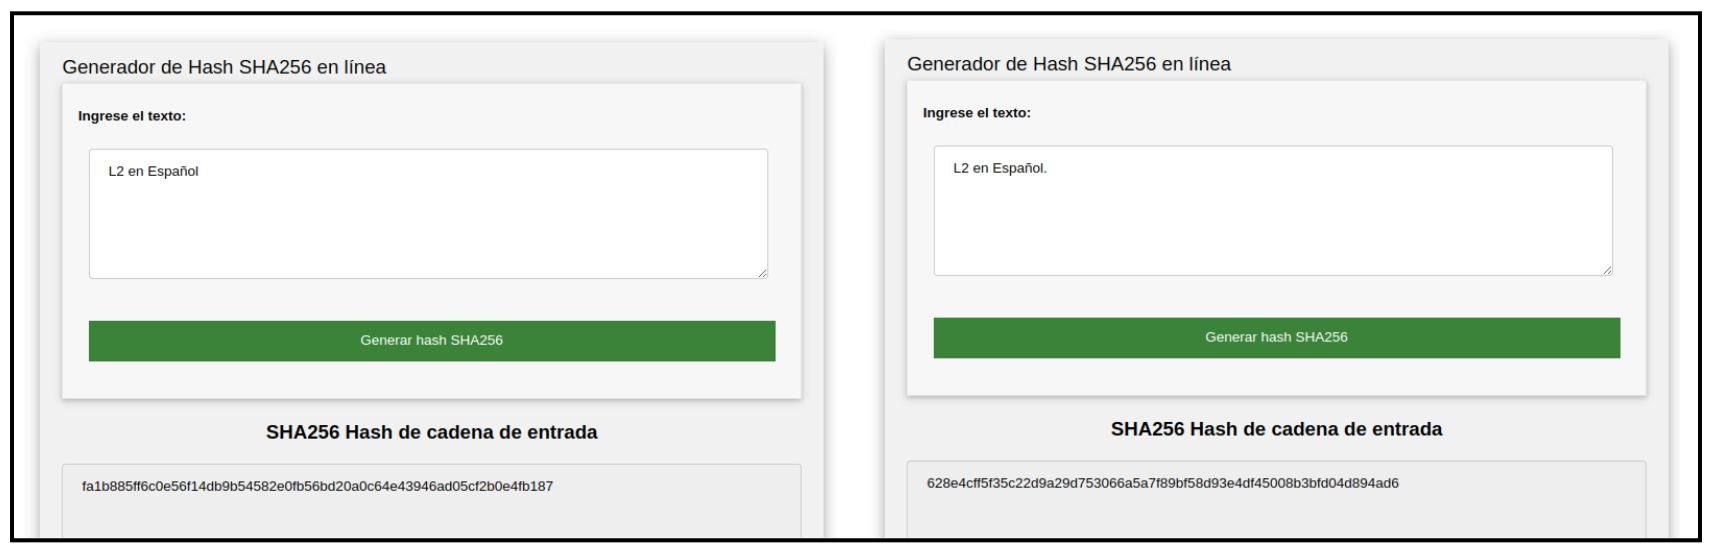 Generador de Hash SHA256 en línea
Ingrese el texto:
L2 en Español
Generar hash SHA256
SHA256 Hash de cadena de entrada
fa1b885ff6c0e56f14db9b54582e0fb56bd20a0c64e43946ad05cf2b0e4fb187
Generador de Hash SHA256 en línea
Ingrese el texto:
L2 en Español.
Generar hash SHA256
SHA256 Hash de cadena de entrada
628e4cff5f35c22d9a29d753066a5a7f89bf58d93e4df45008b3bfd04d894ad6